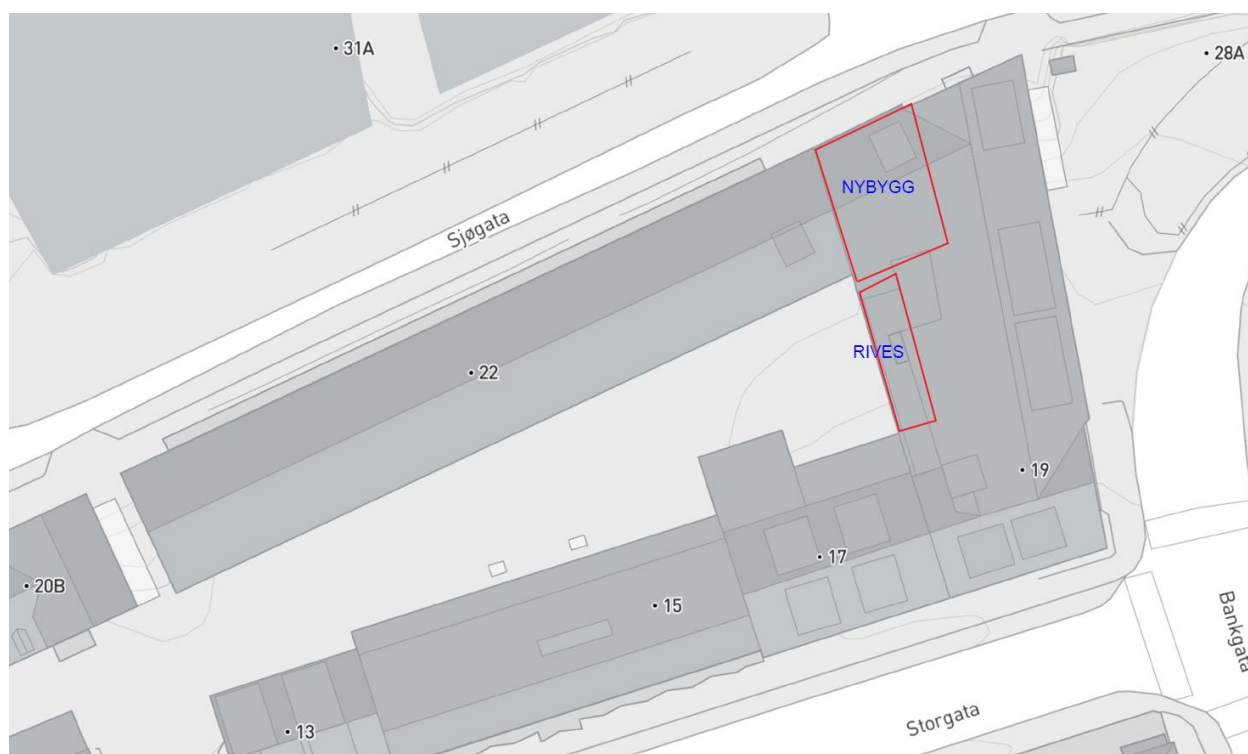 31A
28A
NYBYGG
Sjøgata
RIVES
22
19
17
20B
15
Bankgata
13
Storgata